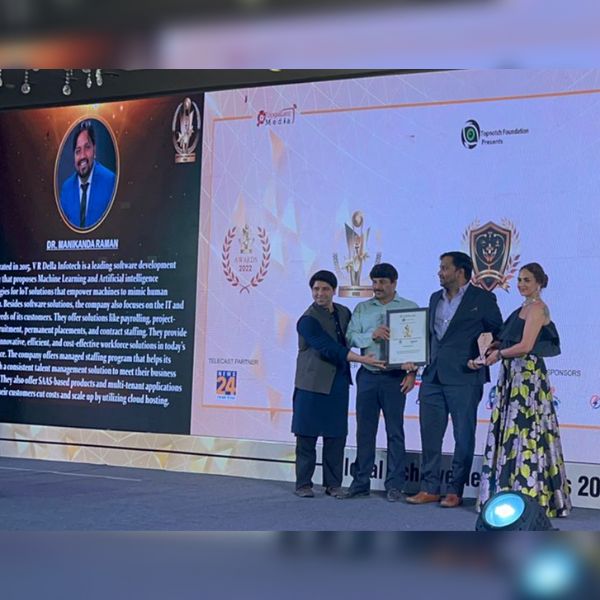 DR. MANIKANDA RAMAN
ated in 2015, V R Della Infotech is a leading software development
that proposes Machine Learning and Artificial intelligence
gies for IoT solutions that empower machines to mimic human
Besides software solutions, the company also focuses on the IT and
eds of its customers. They offer solutions like payrolling, project-
ruitment, permanent placements, and contract staffing. They provide
nnovative, efficient, and cost-effective workforce solutions in today's
ce. The company offers managed staffing program that helps its
h a consistent talent management solution to meet their business
They also offer SAAS-based products and multi-tenant applications
eir customers cut costs and scale up by utilizing cloud hosting.
Media
Topnotch Foundation
Presents
AWARDS
2022
TELECAST PARTNER
SPONSORS
NEWS
24